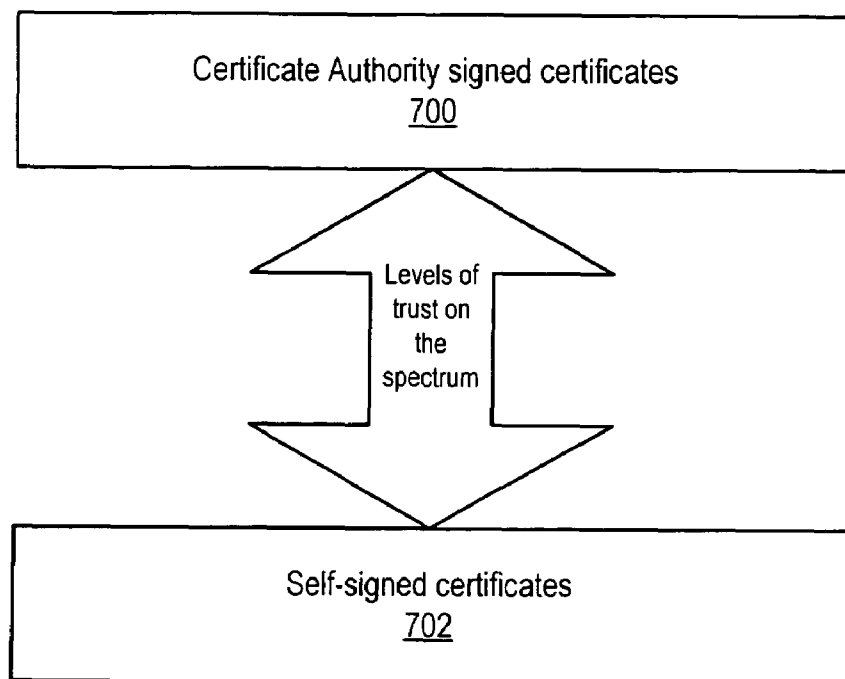 Certificate Authority signed certificates
700
Levels of
trust on
the
spectrum
Self-signed certificates
702